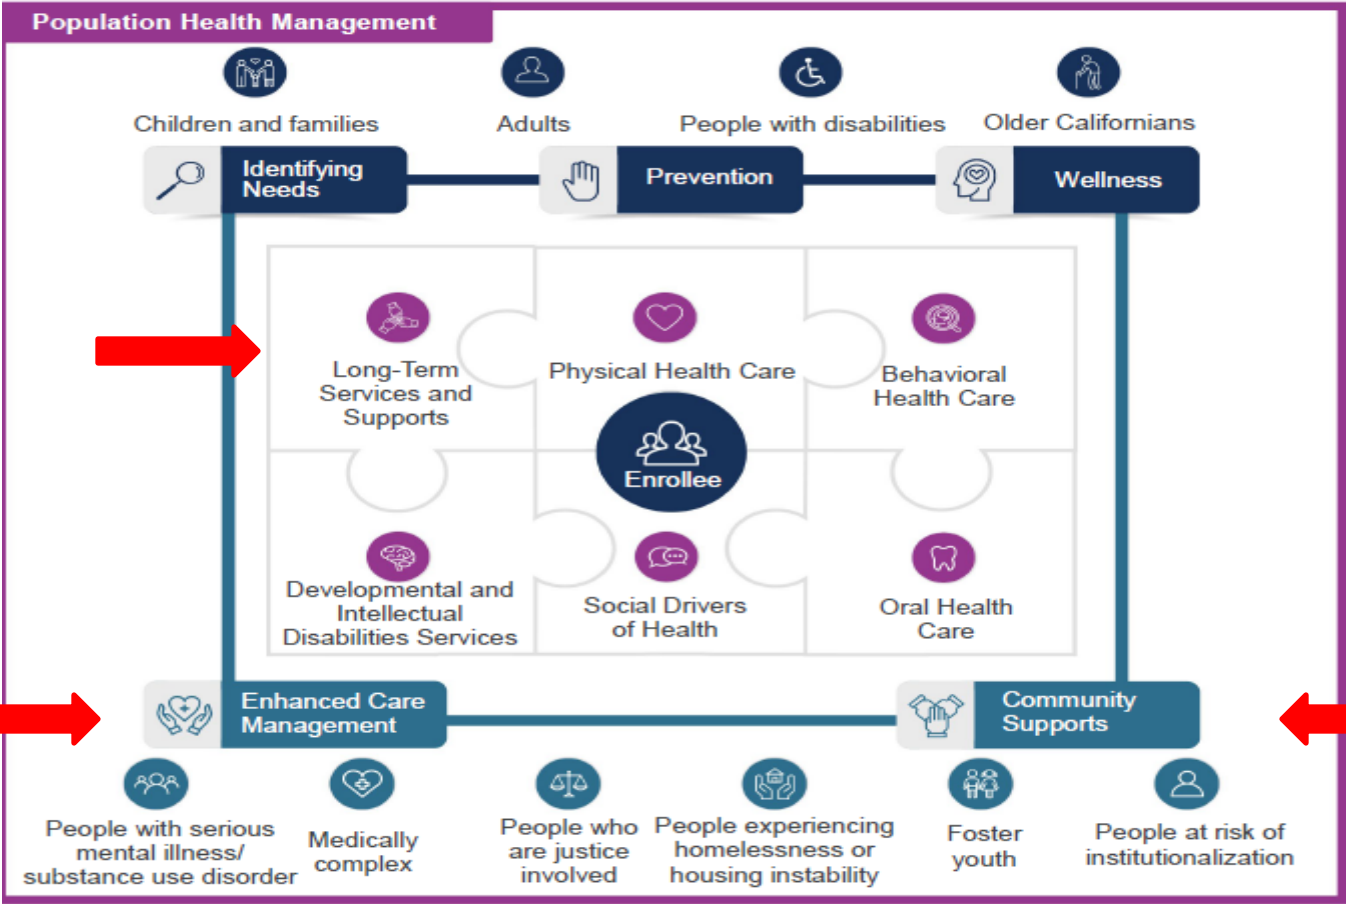 Population Health Management
Children and families
Adults
People with disabilities
Older Californians
Identifying
Needs
Prevention
Wellness
Long-Term
Services and
Supports
Physical Health Care
Behavioral
Health Care
Enrollee
Developmental and
Intellectual
Disabilities Services
Social Drivers
of Health
Oral Health
Care
Enhanced Care
Management
Community
Supports
People with serious
mental illness/
substance use disorder
Medically
complex
People who
are justice
involved
People experiencing
homelessness or
housing instability
Foster
youth
People at risk of
institutionalization